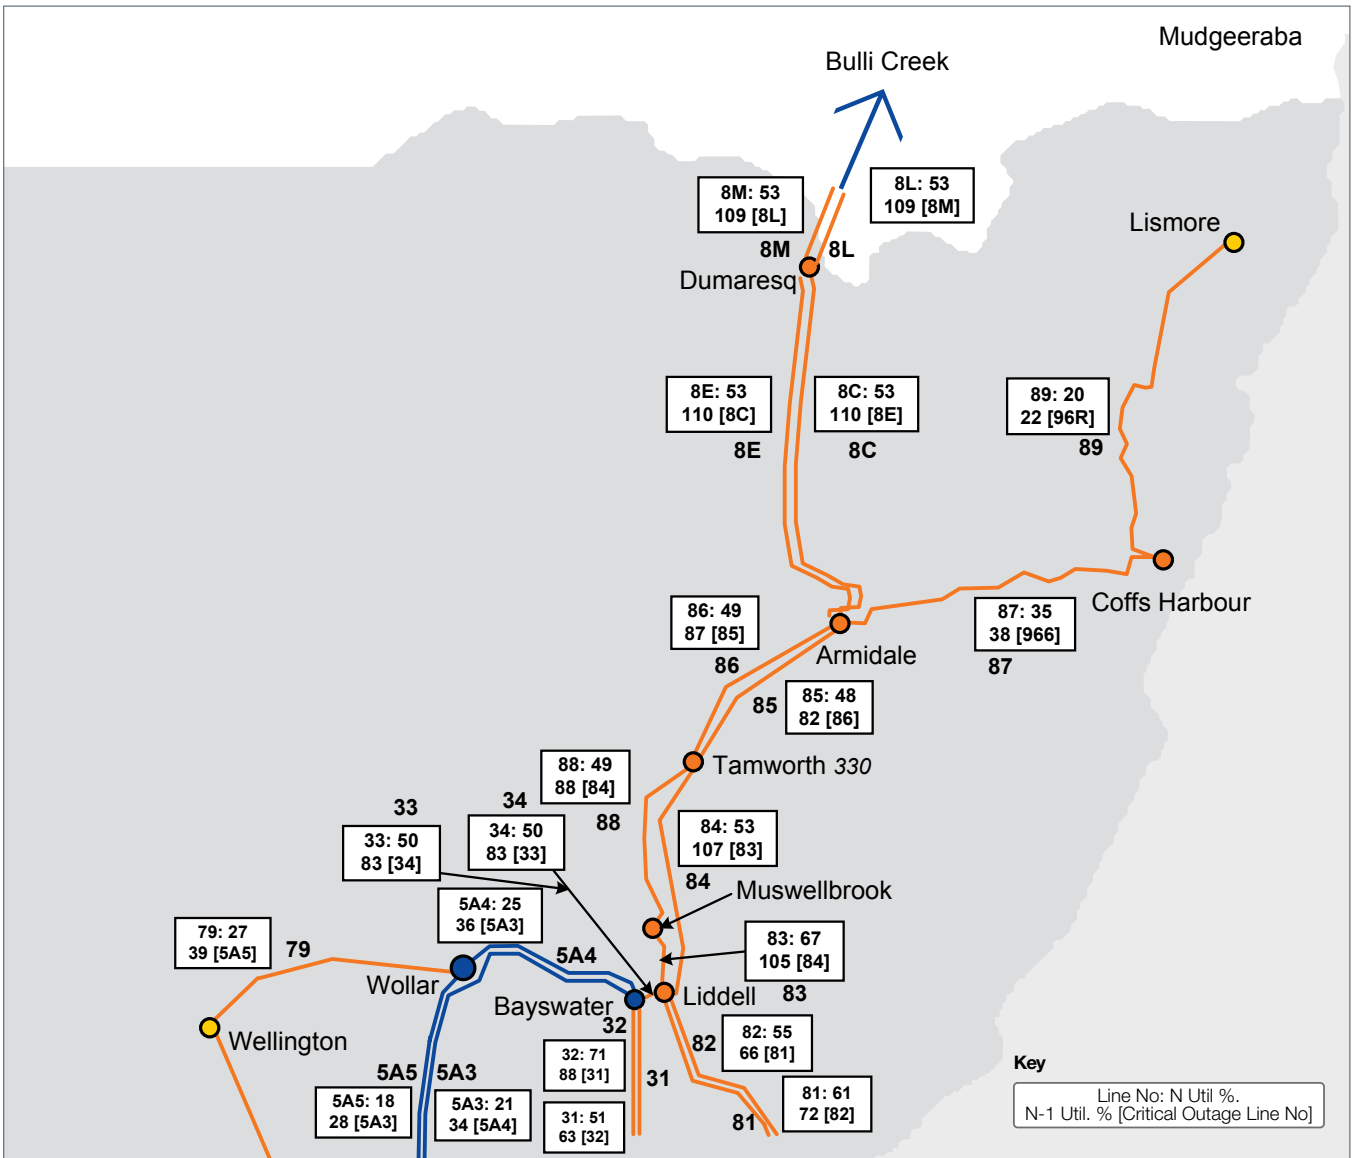 Mudgeeraba
Bulli Creek
8M: 53
109 [8L]
8L: 53
109 [8M]
Lismore
8M
8L
Dumaresq
8E: 53
110 [8C]
8C: 53
110 [8E]
89: 20
22 [96R]
8E
8C
89
Coffs Harbour
86: 49
87 [85]
87: 35
38 [966]
Armidale
86
87
85
85: 48
82 [86]
Tamworth 330
88: 49
88 [84]
33
34
88
33: 50
83 [34]
34: 50
83 [33]
84: 53
107 [83]
84
Muswellbrook
5A4: 25
36 [5A3]
79: 27
39 [5A5]
79
5A4
83: 67
105 [84]
Wollar
Bayswater
Liddell
83
32
Wellington
82
82: 55
66 [81]
32: 71
88 [31]
31
5A5
5A3
5A5: 18
28 [5A3]
5A3: 21
34 [5A4]
31: 51
63 [32]
81
81: 61
72 [82]
Key
Line No: N Util %.
N-1 Util. % [Critical Outage Line No]